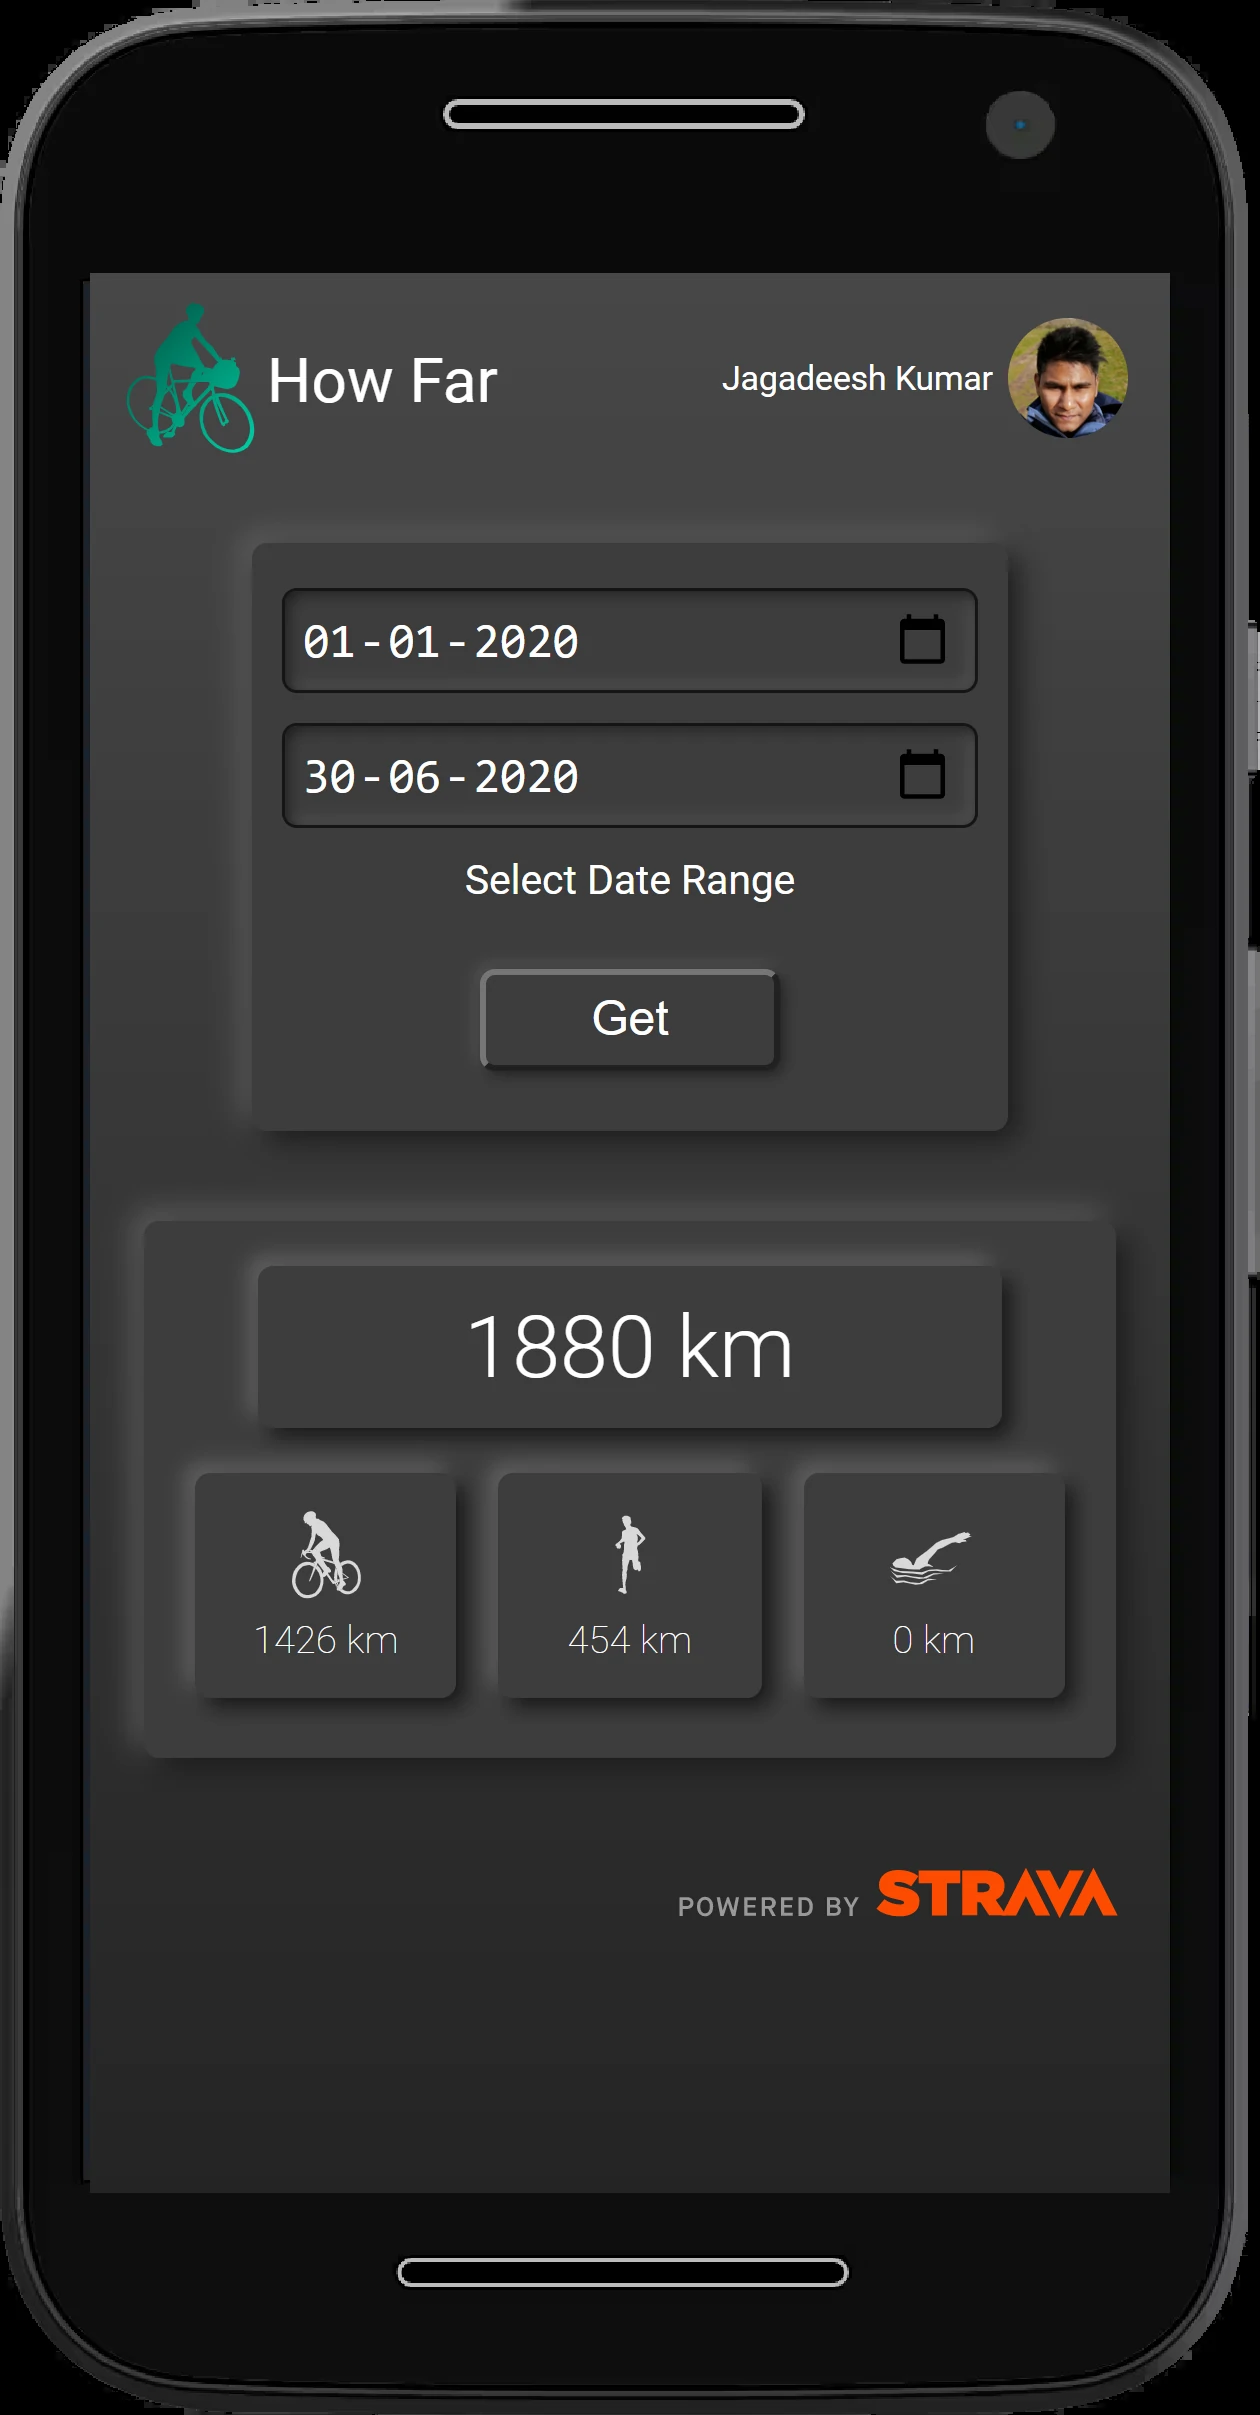 How Far
Jagadeesh Kumar
01-01-2020
30-06-2020
Select Date Range
Get
1880 km
1426 km
454 km
0 km
POWERED BY STRAVA